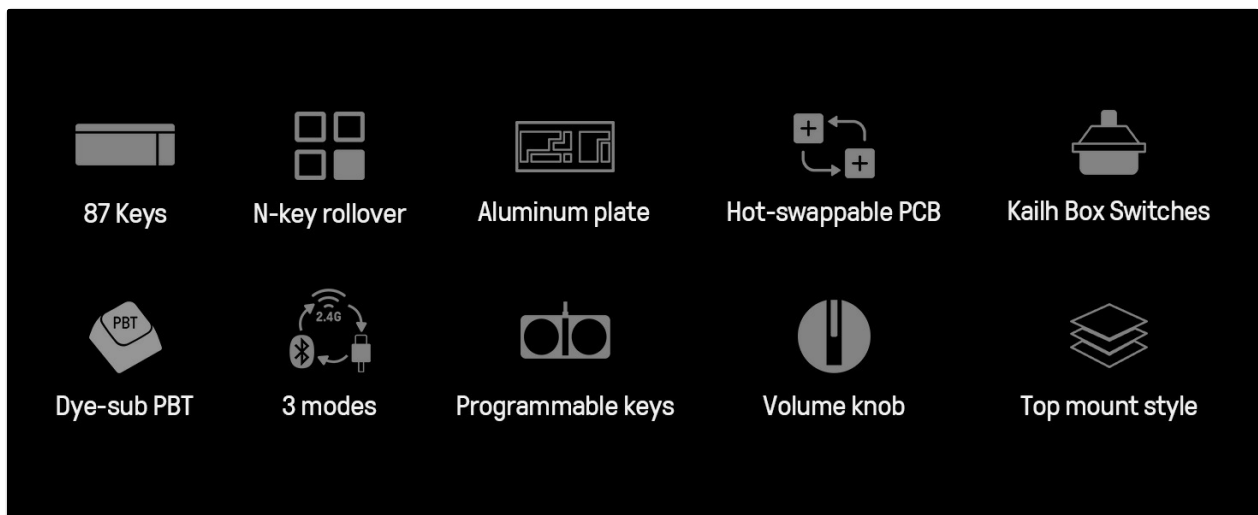 87 Keys
N-key rollover
Aluminum plate
Hot-swappable PCB
Kailh Box Switches
PBT
2.4G
Dye-sub PBT
3 modes
Programmable keys
Volume knob
Top mount style